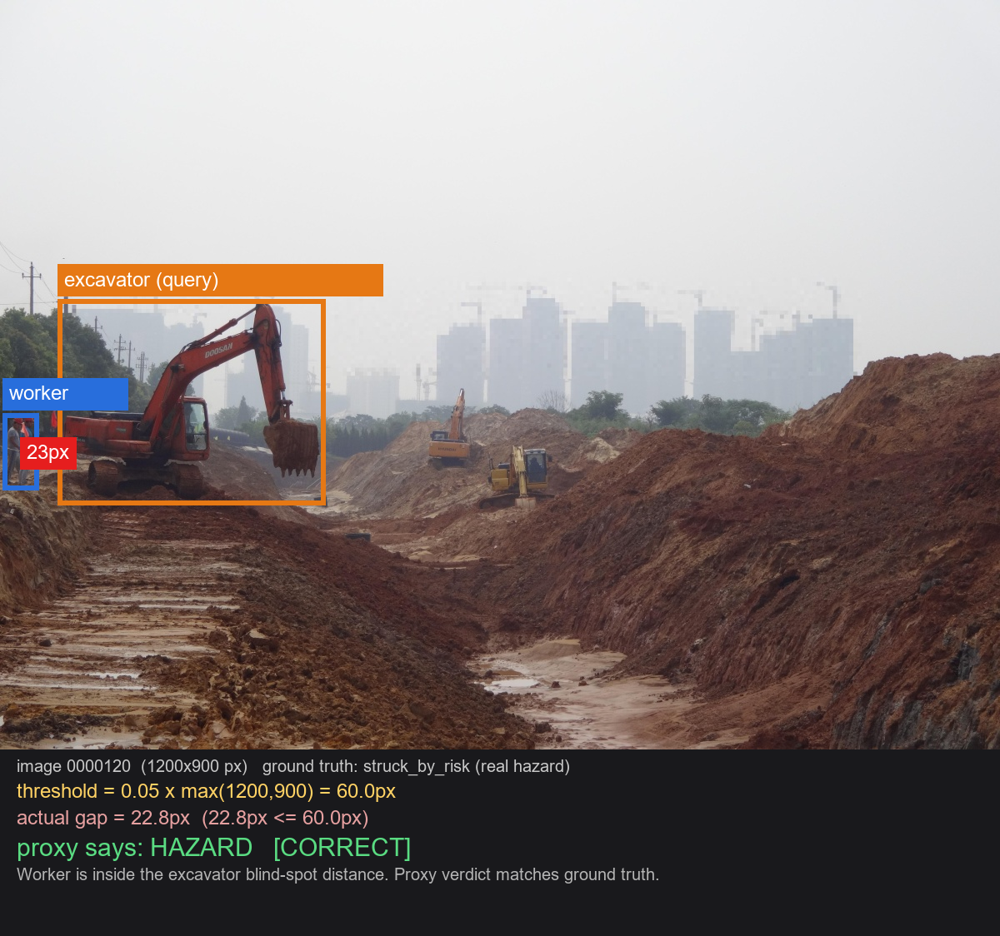 excavator (query)
DOOSAN
worker
23px
image 0000120 (1200x900 px) ground truth: struck_by_risk (real hazard)
threshold = 0.05 x max(1200,900) = 60.0px
actual gap = 22.8px (22.8px <= 60.0px)
proxy says: HAZARD [CORRECT]
Worker is inside the excavator blind-spot distance. Proxy verdict matches ground truth.